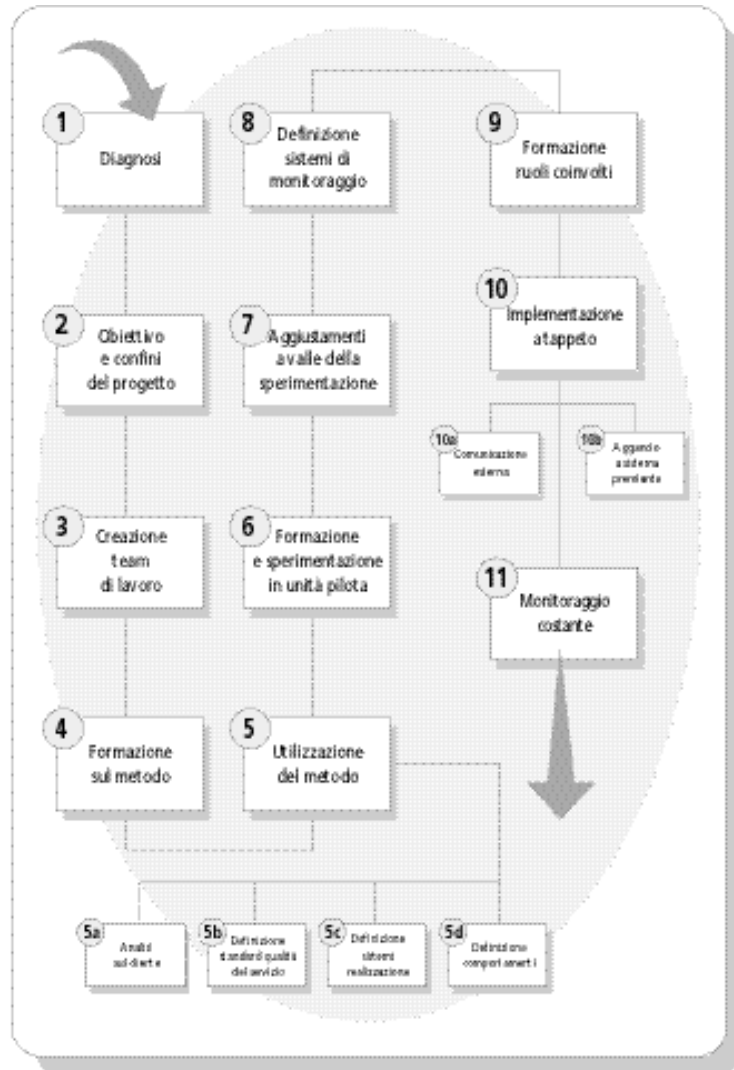 1
Diagnosi
2
Obiettivo
e confini
del progetto
3
Creazione
team
di lavoro
4
Formazione
sul metodo
5
Utilizzazione
del metodo
5a
Analisi
sul cliente
5b
Definizione
standard qualità
del servizio
5c
Definizione
sistemi
realizzazione
5d
Definizione
comportamenti
6
Formazione
e sperimentazione
in unità pilota
7
Aggiustamenti
a valle della
sperimentazione
8
Definizione
sistemi di
monitoraggio
9
Formazione
ruoli coinvolti
10
Implementazione
a tappeto
10a
Comunicazione
esterna
10b
Aggancio
a sistema
premiante
11
Monitoraggio
costante